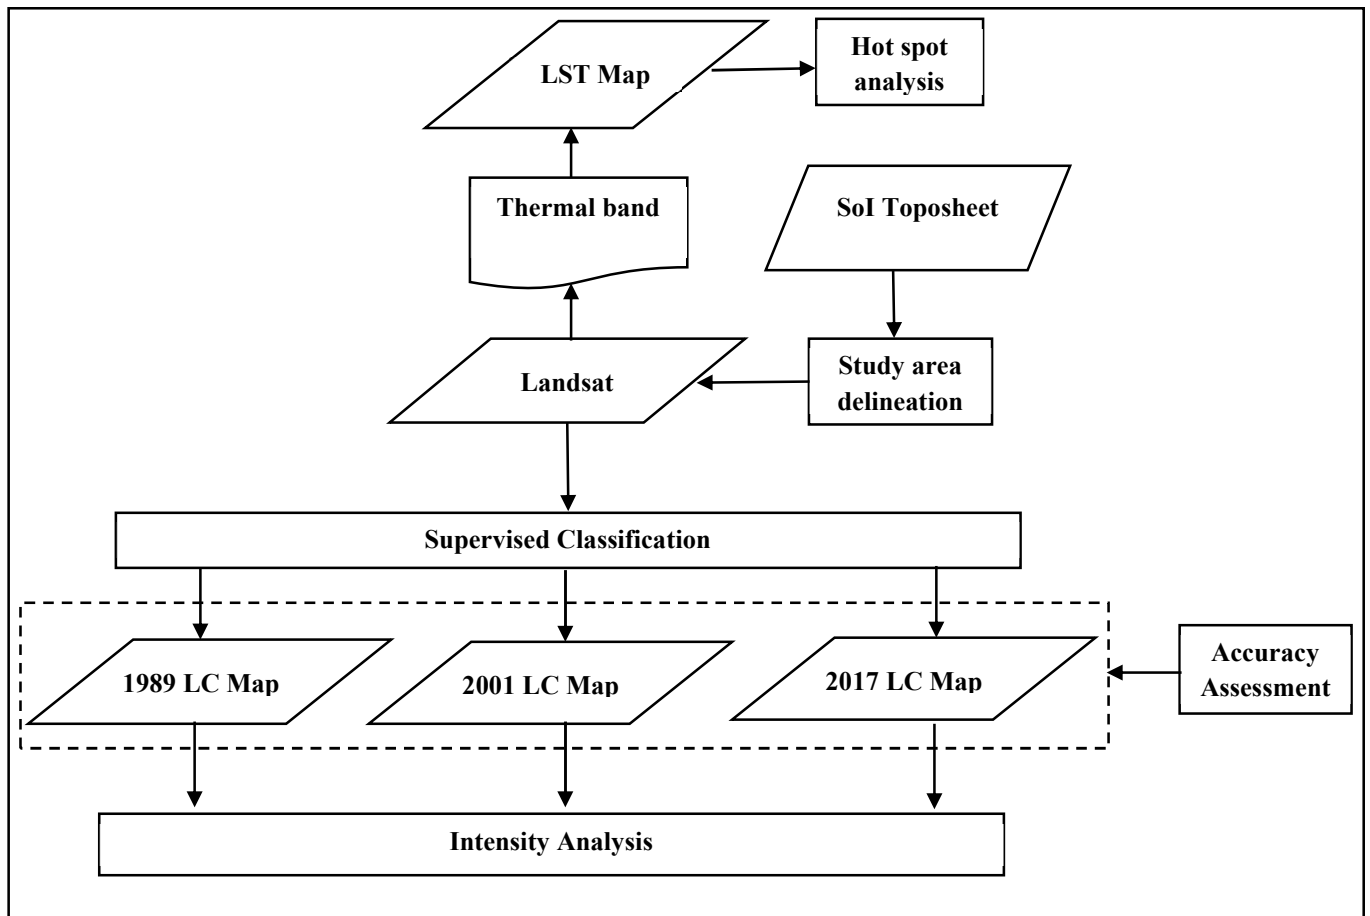 Hot spot
analysis
LST Map
Thermal band
SoI Toposheet
Study area
delineation
Landsat
Supervised Classification
1989 LC Map
2001 LC Map
2017 LC Map
Accuracy
Assessment
Intensity Analysis